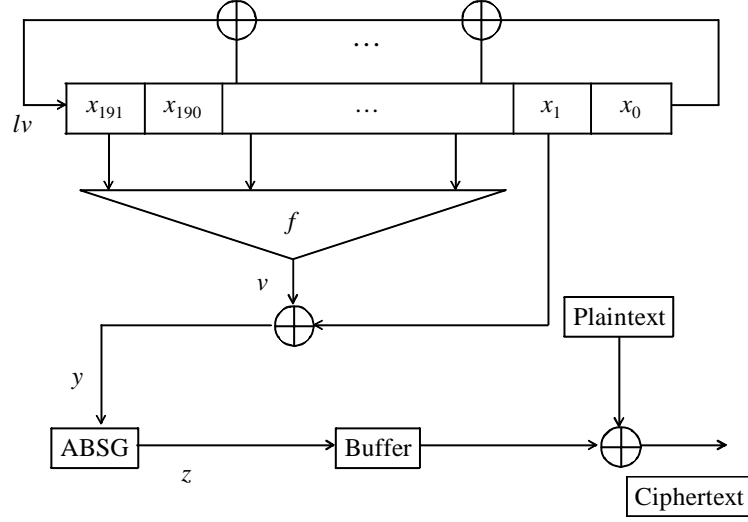 …
x191 x190 … x1 x0
lv
f
v
Plaintext
y
ABSG
Buffer
z
Ciphertext